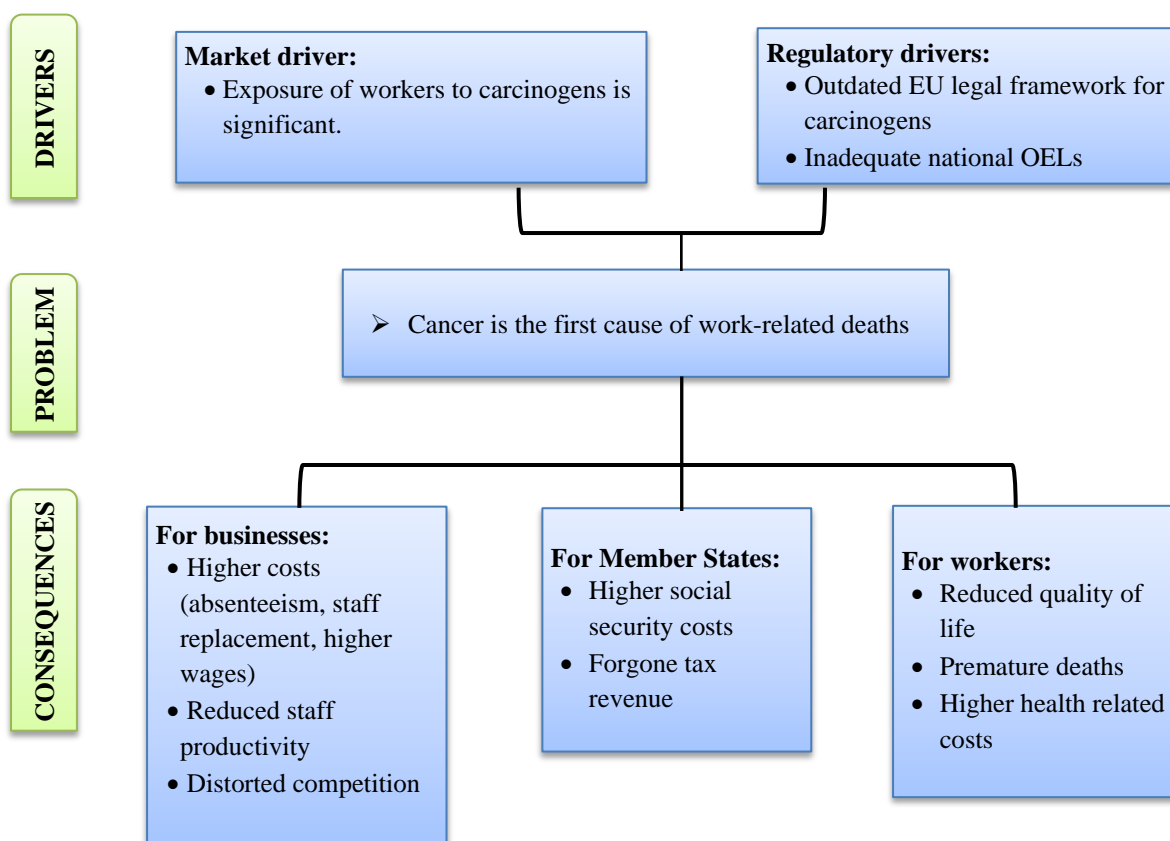 DRIVERS
Market driver:
• Exposure of workers to carcinogens is
significant.
Regulatory drivers:
• Outdated EU legal framework for
carcinogens
• Inadequate national OELs
PROBLEM
➢ Cancer is the first cause of work-related deaths
CONSEQUENCES
For businesses:
• Higher costs
(absenteeism, staff
replacement, higher
wages)
• Reduced staff
productivity
• Distorted competition
For Member States:
• Higher social
security costs
• Forgone tax
revenue
For workers:
• Reduced quality of
life
• Premature deaths
• Higher health related
costs